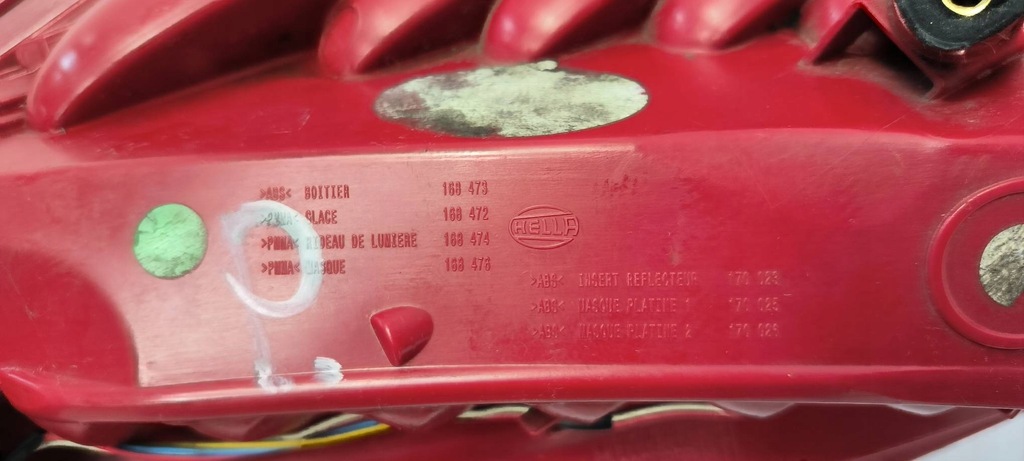 >ABS< BOITIER 168 473
>PMMA< GLACE 168 472
>PMMA< RIDEAU DE LUMIERE 168 474
>PMMA< MASQUE 168 476
HELLA
>ABS< INSERT REFLECTEUR 170 023
>ABS< MASQUE PLATINE 1 170 025
>ABS< MASQUE PLATINE 2 170 026